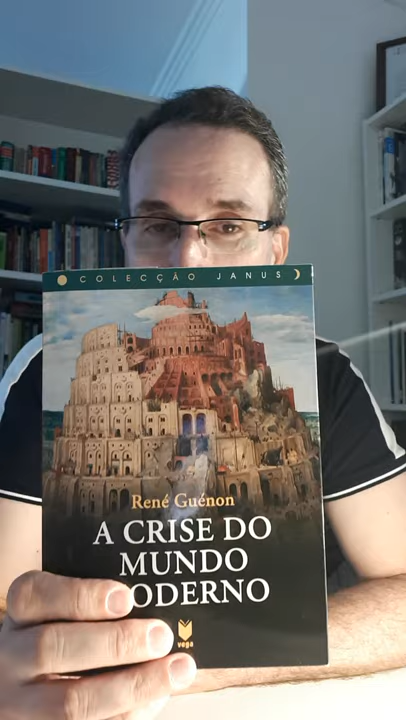 COLECÇÃO JANUS
René Guénon
A CRISE DO
MUNDO
ODERNO
vega